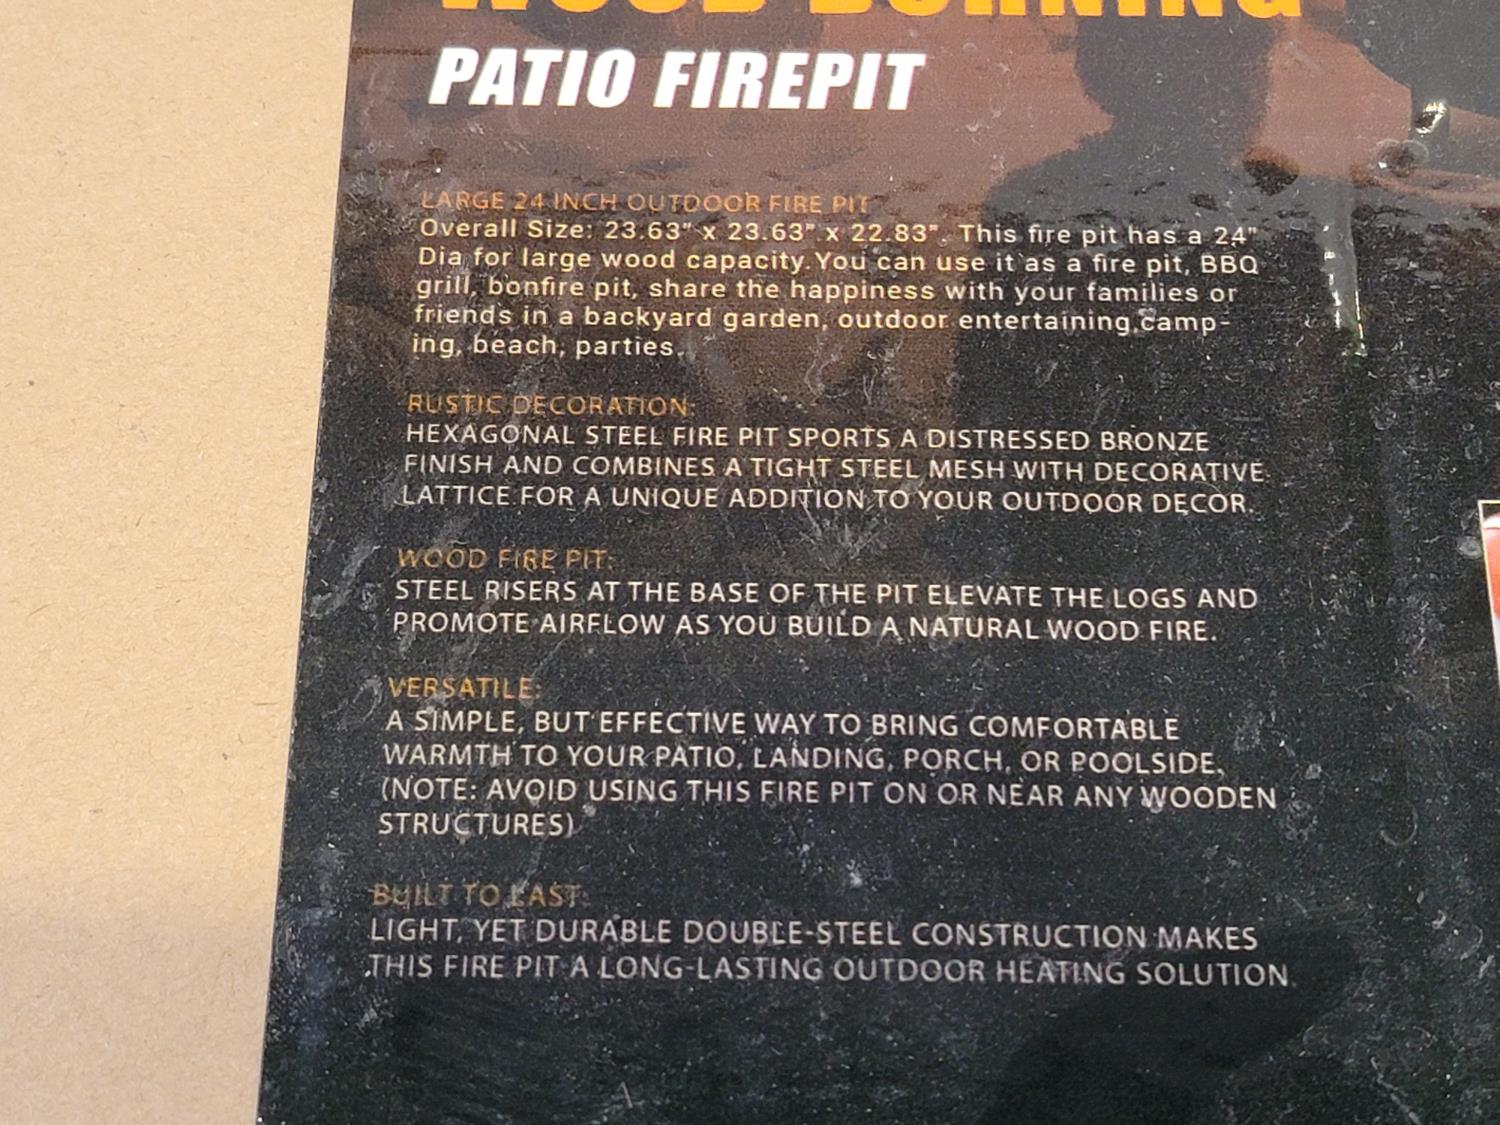 WOOD BURNING
PATIO FIREPIT
LARGE 24 INCH OUTDOOR FIRE PIT
Overall Size: 23.63" x 23.63" x 22.83". This fire pit has a 24"
Dia for large wood capacity.You can use it as a fire pit, BBQ
grill, bonfire pit, share the happiness with your families or
friends in a backyard garden, outdoor entertaining,camp-
ing, beach, parties.
RUSTIC DECORATION:
HEXAGONAL STEEL FIRE PIT SPORTS A DISTRESSED BRONZE
FINISH AND COMBINES A TIGHT STEEL MESH WITH DECORATIVE
LATTICE FOR A UNIQUE ADDITION TO YOUR OUTDOOR DECOR.
WOOD FIRE PIT:
STEEL RISERS AT THE BASE OF THE PIT ELEVATE THE LOGS AND
PROMOTE AIRFLOW AS YOU BUILD A NATURAL WOOD FIRE.
VERSATILE:
A SIMPLE, BUT EFFECTIVE WAY TO BRING COMFORTABLE
WARMTH TO YOUR PATIO, LANDING, PORCH, OR POOLSIDE.
(NOTE: AVOID USING THIS FIRE PIT ON OR NEAR ANY WOODEN
STRUCTURES)
BUILT TO LAST:
LIGHT, YET DURABLE DOUBLE-STEEL CONSTRUCTION MAKES
THIS FIRE PIT A LONG-LASTING OUTDOOR HEATING SOLUTION.